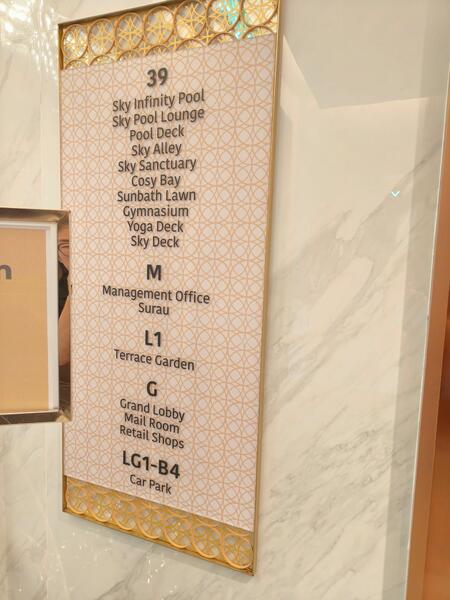 39
Sky Infinity Pool
Sky Pool Lounge
Pool Deck
Sky Alley
Sky Sanctuary
Cosy Bay
Sunbath Lawn
Gymnasium
Yoga Deck
Sky Deck
M
Management Office
Surau
L1
Terrace Garden
G
Grand Lobby
Mail Room
Retail Shops
LG1-B4
Car Park